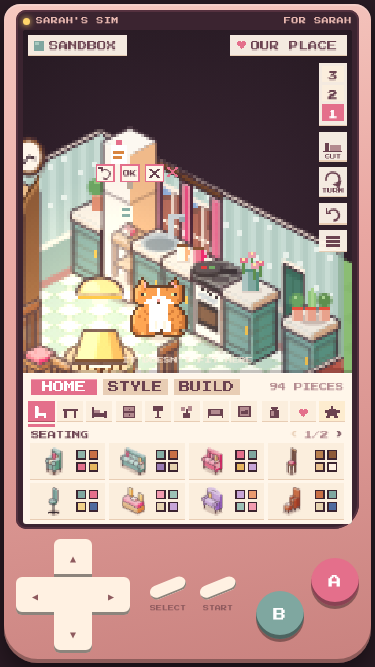 SARAH'S SIM
FOR SARAH
SANDBOX
OUR PLACE
3
2
1
CUT
TURN
OK
HOME
STYLE
BUILD
94 PIECES
SEATING
1/2
SELECT
START
A
B